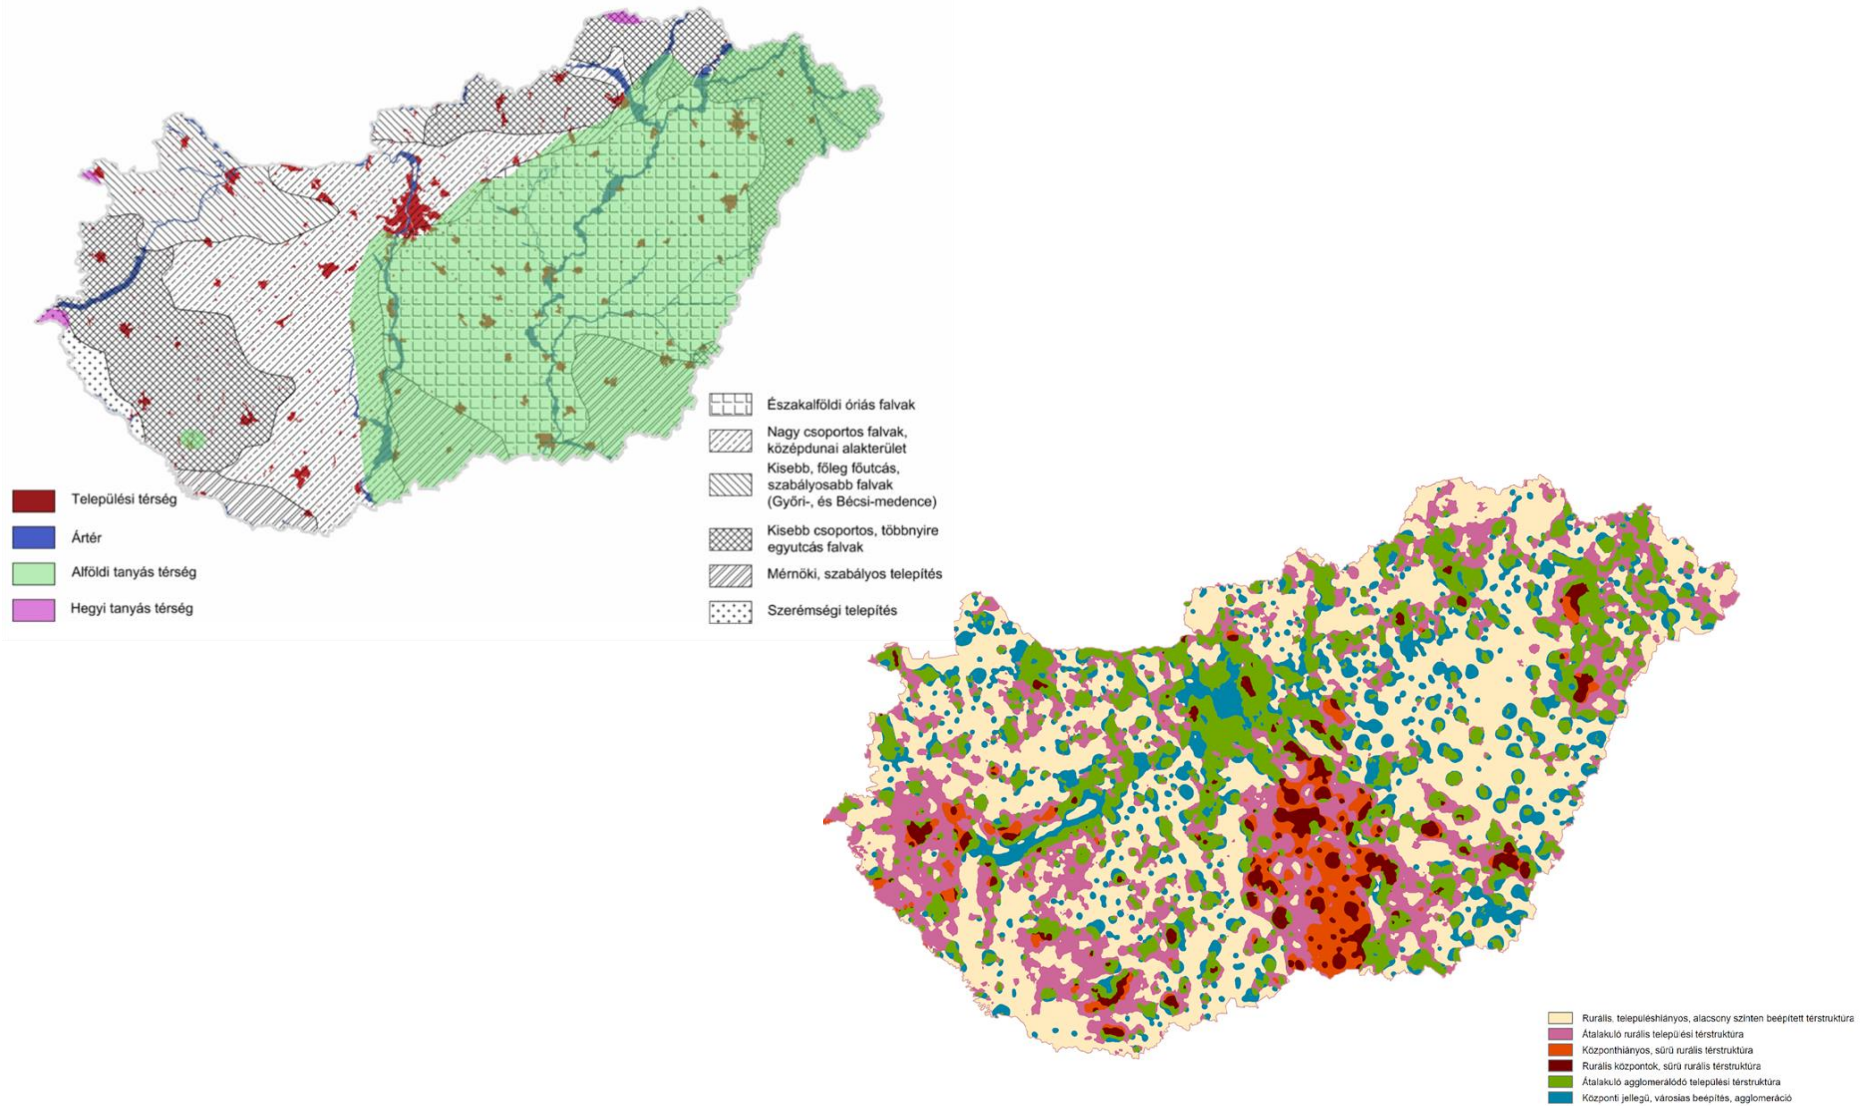 Települési térség
Ártér
Alföldi tanyás térség
Hegyi tanyás térség
Északalföldi óriás falvak
Nagy csoportos falvak,
középdunai alakterület
Kisebb, főleg főutcás,
szabályosabb falvak
(Győri-, és Bécsi-medence)
Kisebb csoportos, többnyire
egyutcás falvak
Mérnöki, szabályos telepítés
Szerémségi telepítés
Rurális, településhiányos, alacsony szinten beépített térstruktúra
Átalakuló rurális települési térstruktúra
Központhiányos, sűrű rurális térstruktúra
Rurális központok, sűrű rurális térstruktúra
Átalakuló agglomerálódó települési térstruktúra
Központi jellegű, városias beépítés, agglomeráció